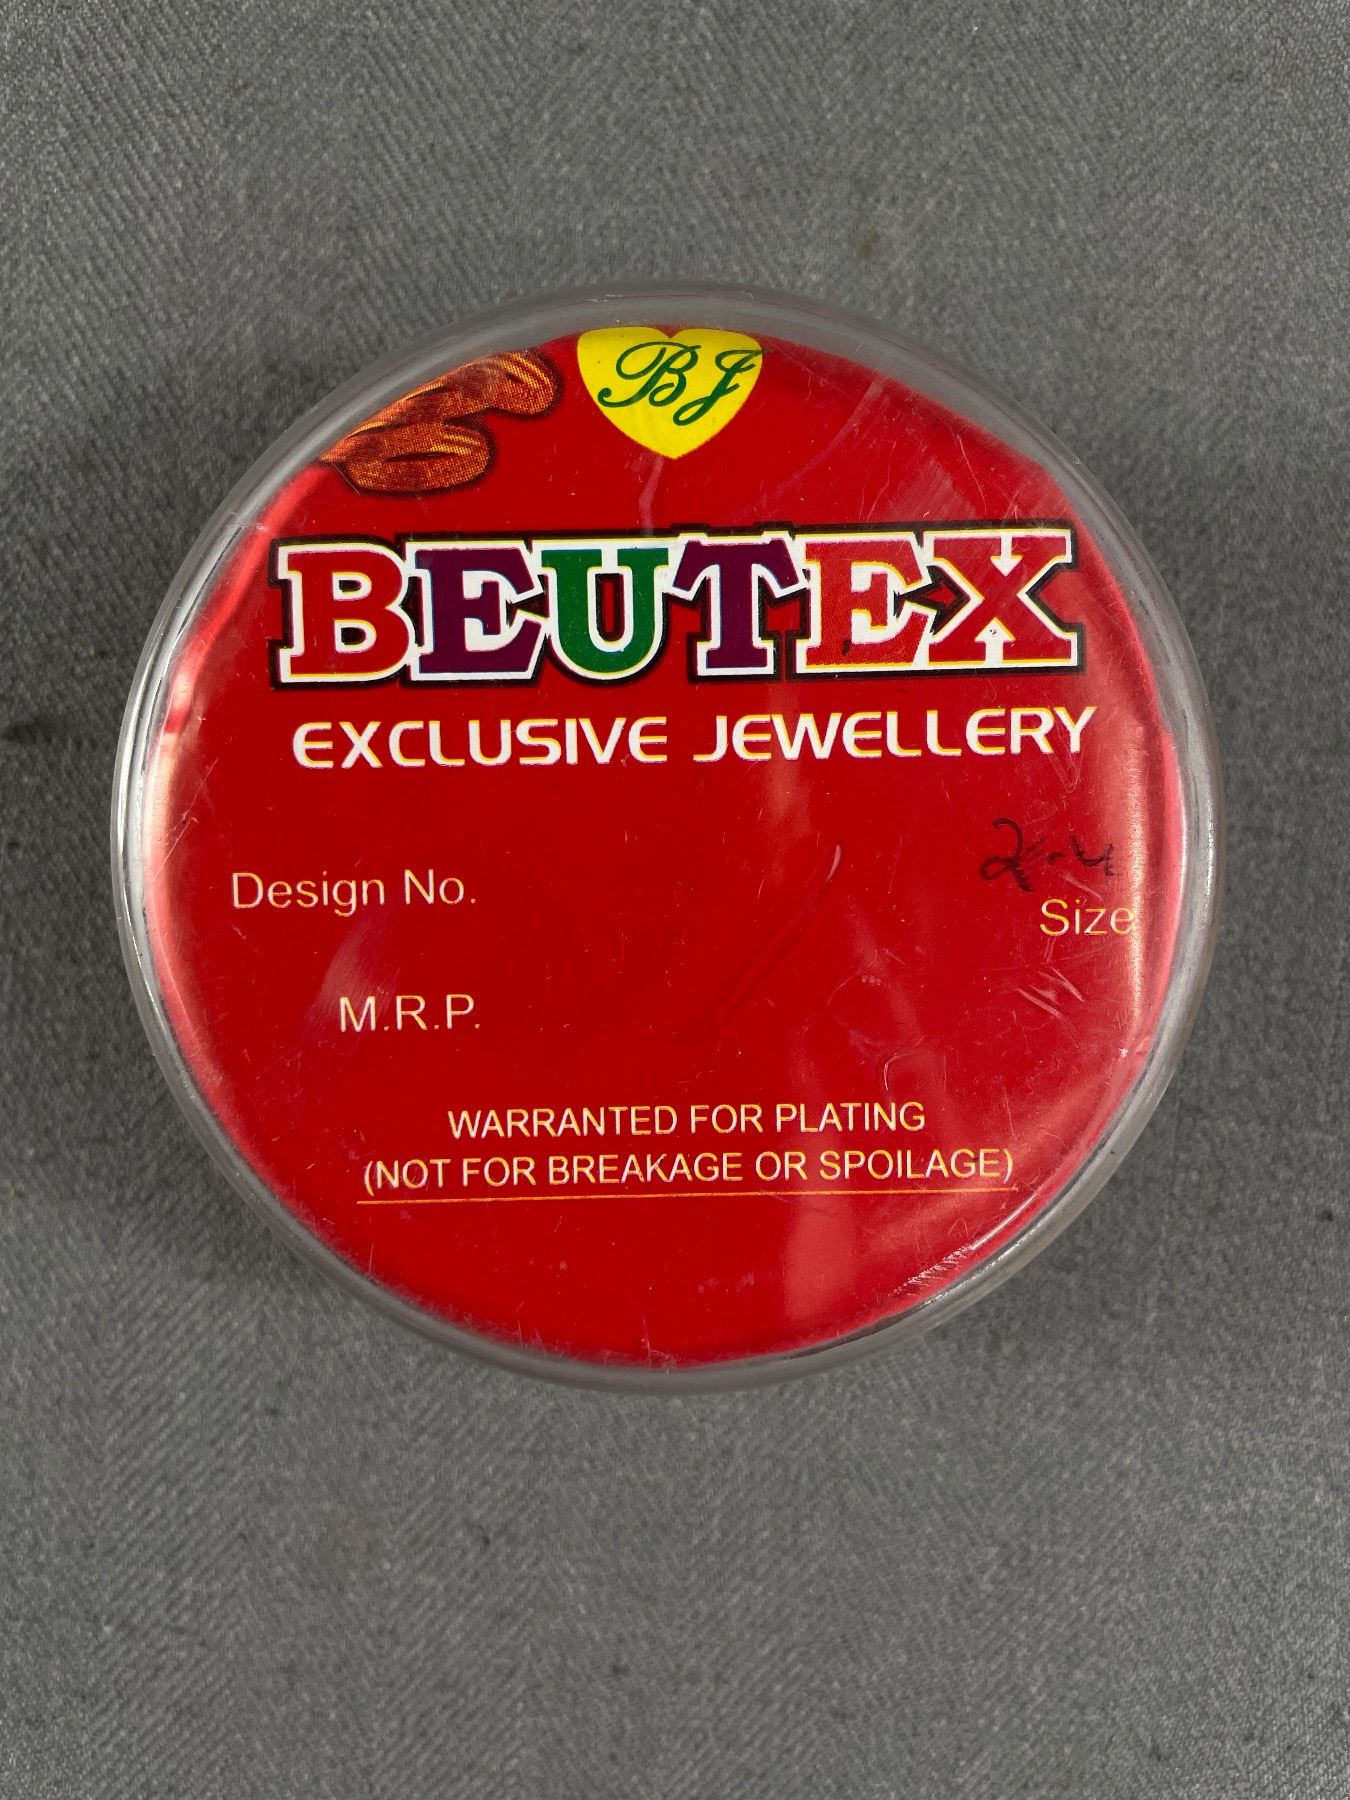 BJ
BEUTEX
EXCLUSIVE JEWELLERY
2-4
Design No.
Size
M.R.P.
WARRANTED FOR PLATING
(NOT FOR BREAKAGE OR SPOILAGE)